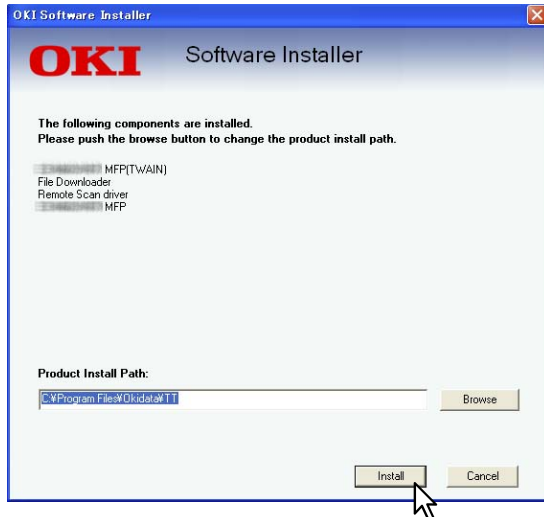 OKI Software Installer
OKI Software Installer
The following components are installed.
Please push the browse button to change the product install path.
MFP(TWAIN)
File Downloader
Remote Scan driver
MFP
Product Install Path:
C:¥Program Files¥Okidata¥TT
Browse
Install Cancel